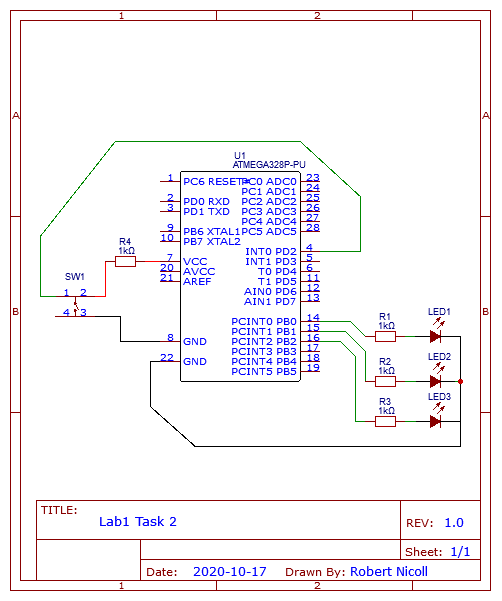 1 2
A A
U1
ATMEGA328P-PU
1 PC6 RESET PC0 ADC0 23
PC1 ADC1 24
2 PD0 RXD PC2 ADC2 25
3 PD1 TXD PC3 ADC3 26
PC4 ADC4 27
9 PB6 XTAL1 PC5 ADC5 28
10 PB7 XTAL2
R4
1kΩ
INT0 PD2 4
7 VCC INT1 PD3 5
20 AVCC T0 PD4 6
21 AREF T1 PD5 11
AIN0 PD6 12
AIN1 PD7 13
SW1
1 2
4 3
B B
PCINT0 PB0 14
PCINT1 PB1 15
PCINT2 PB2 16
8 GND PCINT3 PB3 17
22 GND PCINT4 PB4 18
PCINT5 PB5 19
R1
1kΩ
LED1
R2
1kΩ
LED2
R3
1kΩ
LED3
TITLE:
Lab1 Task 2
REV: 1.0
Sheet: 1/1
Date: 2020-10-17 Drawn By: Robert Nicoll
1 2